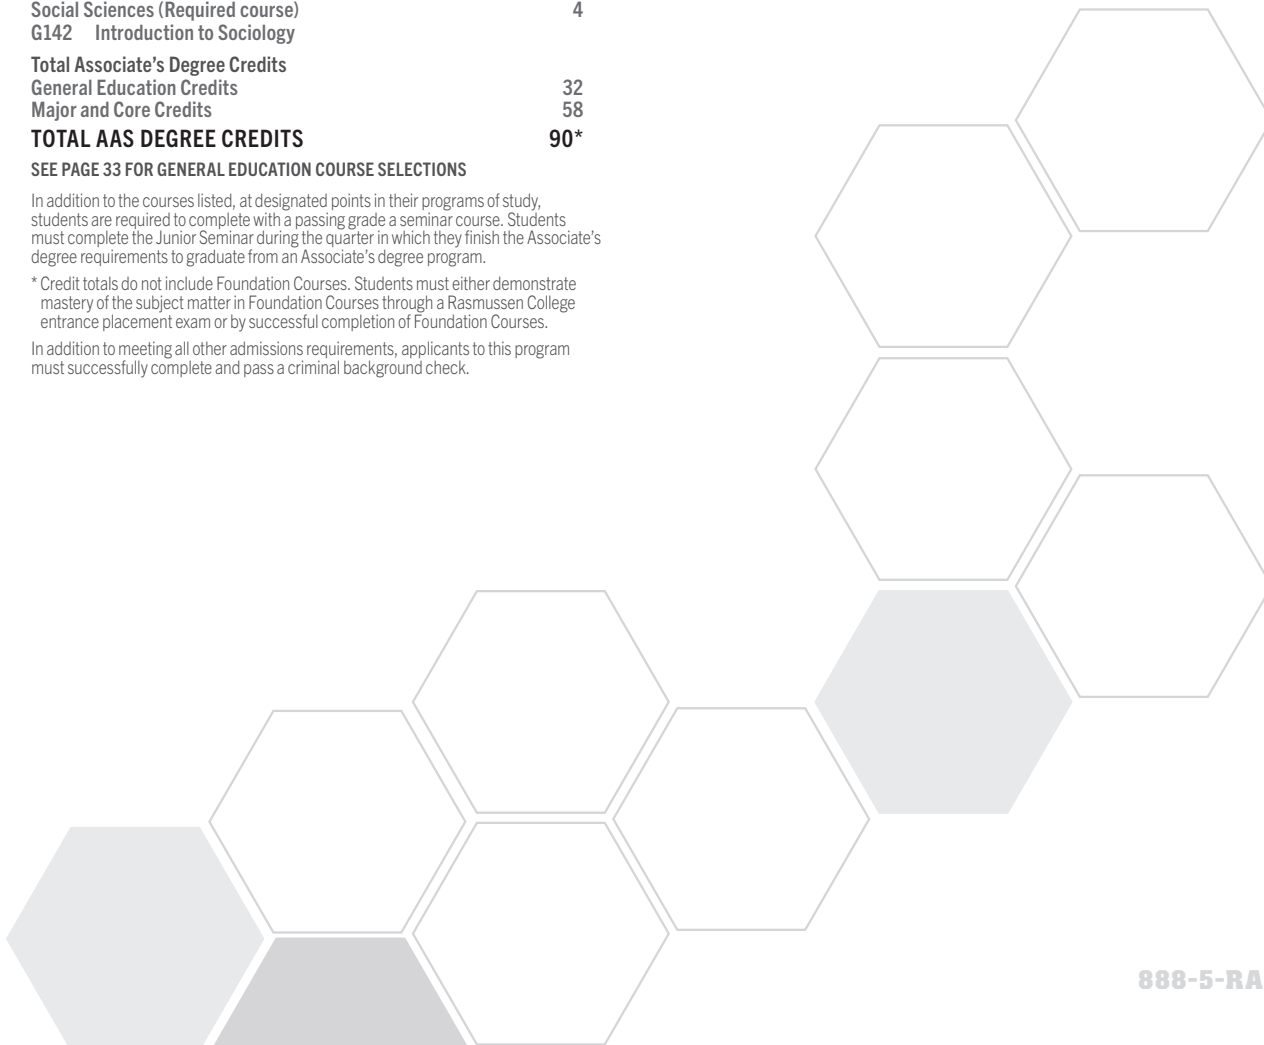 Social Sciences (Required course) 4
G142 Introduction to Sociology
Total Associate's Degree Credits
General Education Credits 32
Major and Core Credits 58
TOTAL AAS DEGREE CREDITS 90*
SEE PAGE 33 FOR GENERAL EDUCATION COURSE SELECTIONS
In addition to the courses listed, at designated points in their programs of study,
students are required to complete with a passing grade a seminar course. Students
must complete the Junior Seminar during the quarter in which they finish the Associate's
degree requirements to graduate from an Associate's degree program.
* Credit totals do not include Foundation Courses. Students must either demonstrate
mastery of the subject matter in Foundation Courses through a Rasmussen College
entrance placement exam or by successful completion of Foundation Courses.
In addition to meeting all other admissions requirements, applicants to this program
must successfully complete and pass a criminal background check.
888-5-RA